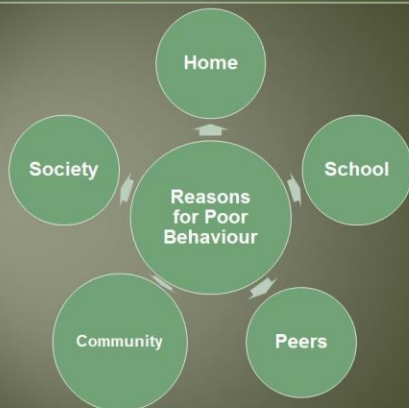 Home
Society
School
Reasons
for Poor
Behaviour
Community
Peers